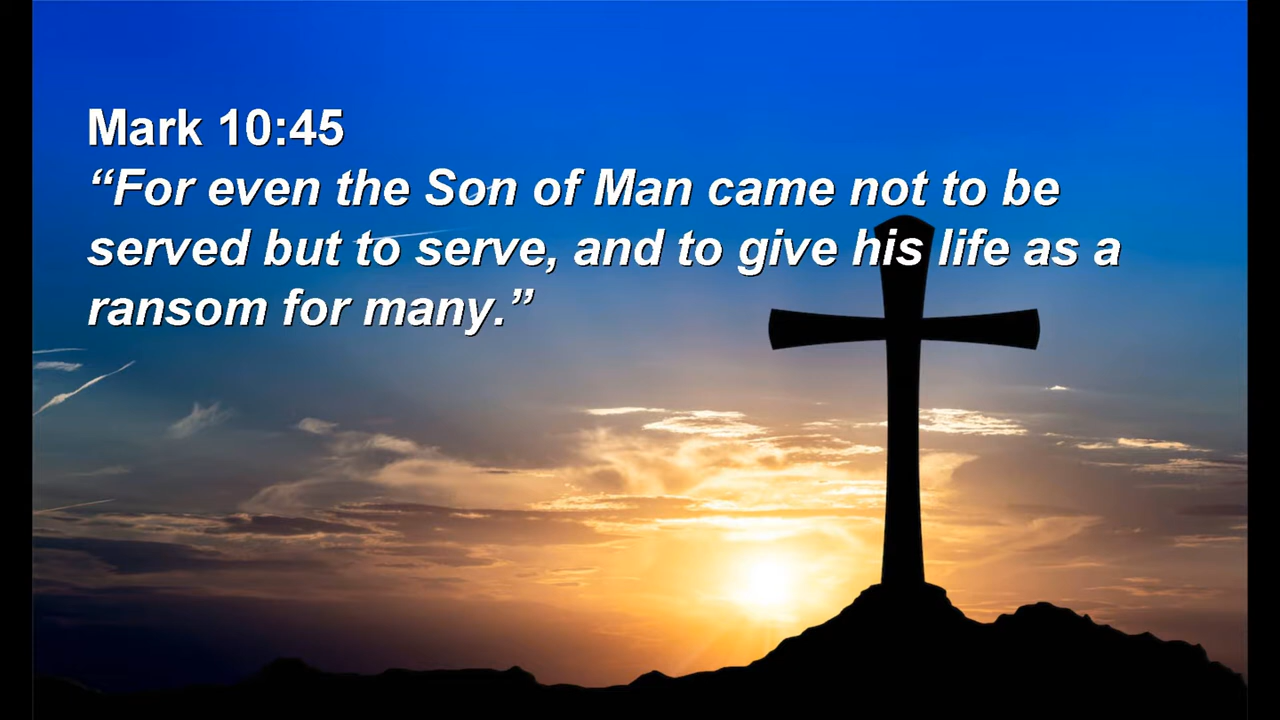 Mark 10:45
“For even the Son of Man came not to be
served but to serve, and to give his life as a
ransom for many.”